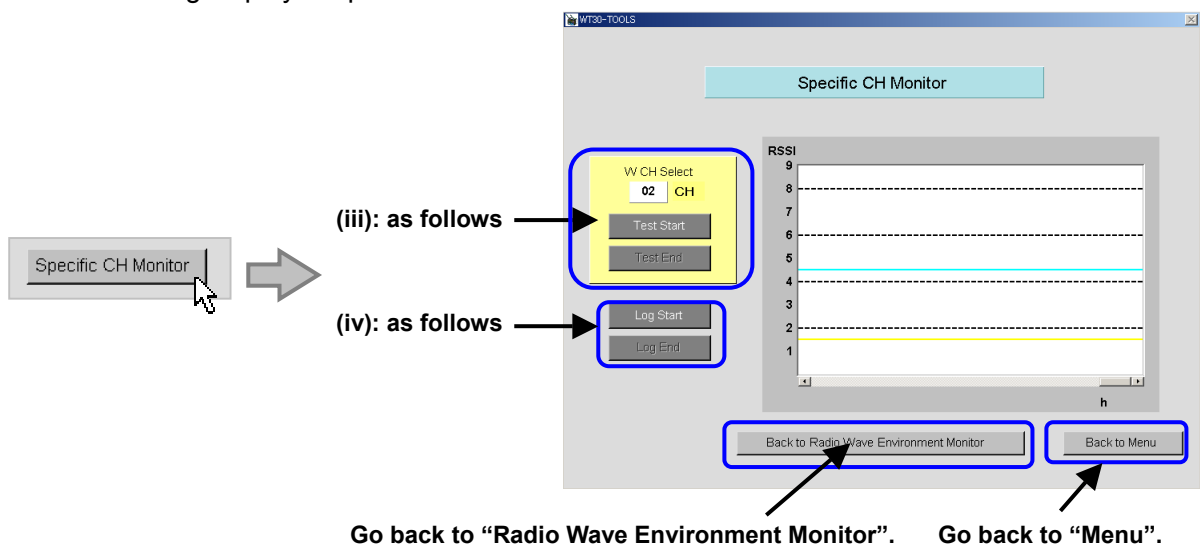 WT30-TOOLS
Specific CH Monitor
RSSI
9
8
7
6
5
4
3
2
1
h
W CH Select
02 CH
Test Start
Test End
Log Start
Log End
(iii): as follows
(iv): as follows
Specific CH Monitor
Back to Radio Wave Environment Monitor
Back to Menu
Go back to “Radio Wave Environment Monitor”.
Go back to “Menu”.